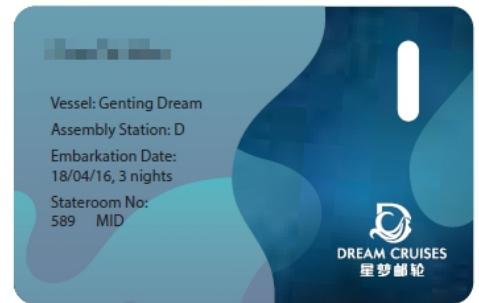 Vessel: Genting Dream
Assembly Station: D
Embarkation Date:
18/04/16, 3 nights
Stateroom No:
589 MID
DREAM CRUISES
星梦邮轮